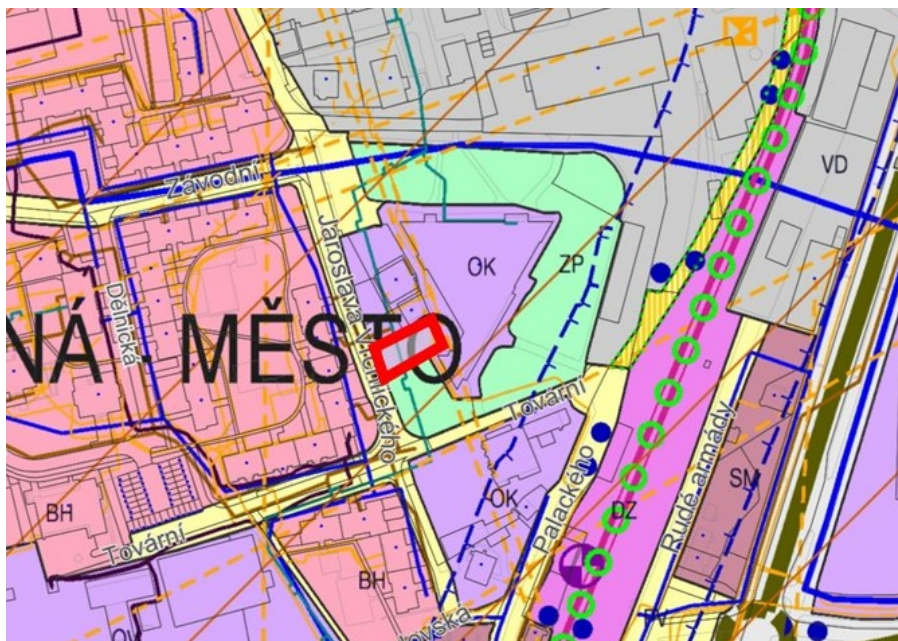 VD
Závodní
OK
ZP
Jaroslava Vrchlického
Dělnická
NÁ - MĚSTO
Tovární
Rudé armády
Palackého
SM
OK
DZ
BH
Tovární
BH
PV